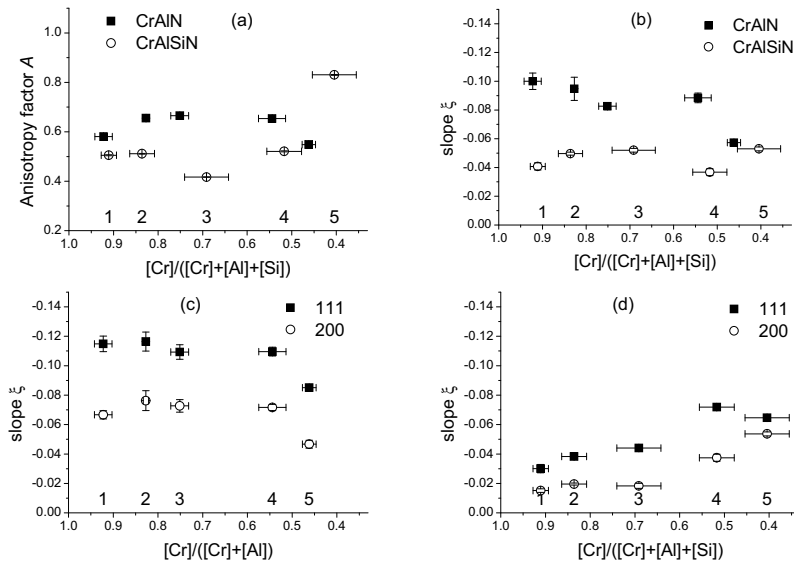 CrAlN
CrAlSiN
(a)
Anisotropy factor A
1.0
0.8
0.6
0.4
0.2
1 2 3 4 5
1.0 0.9 0.8 0.7 0.6 0.5 0.4
[Cr]/([Cr]+[Al]+[Si])
(b)
CrAlN
CrAlSiN
slope ξ
-0.14
-0.12
-0.10
-0.08
-0.06
-0.04
-0.02
0.00
1 2 3 4 5
1.0 0.9 0.8 0.7 0.6 0.5 0.4
[Cr]/([Cr]+[Al]+[Si])
(c)
111
200
slope ξ
-0.14
-0.12
-0.10
-0.08
-0.06
-0.04
-0.02
0.00
1 2 3 4 5
1.0 0.9 0.8 0.7 0.6 0.5 0.4
[Cr]/([Cr]+[Al])
(d)
111
200
slope ξ
-0.14
-0.12
-0.10
-0.08
-0.06
-0.04
-0.02
0.00
1 2 3 4 5
1.0 0.9 0.8 0.7 0.6 0.5 0.4
[Cr]/([Cr]+[Al]+[Si])